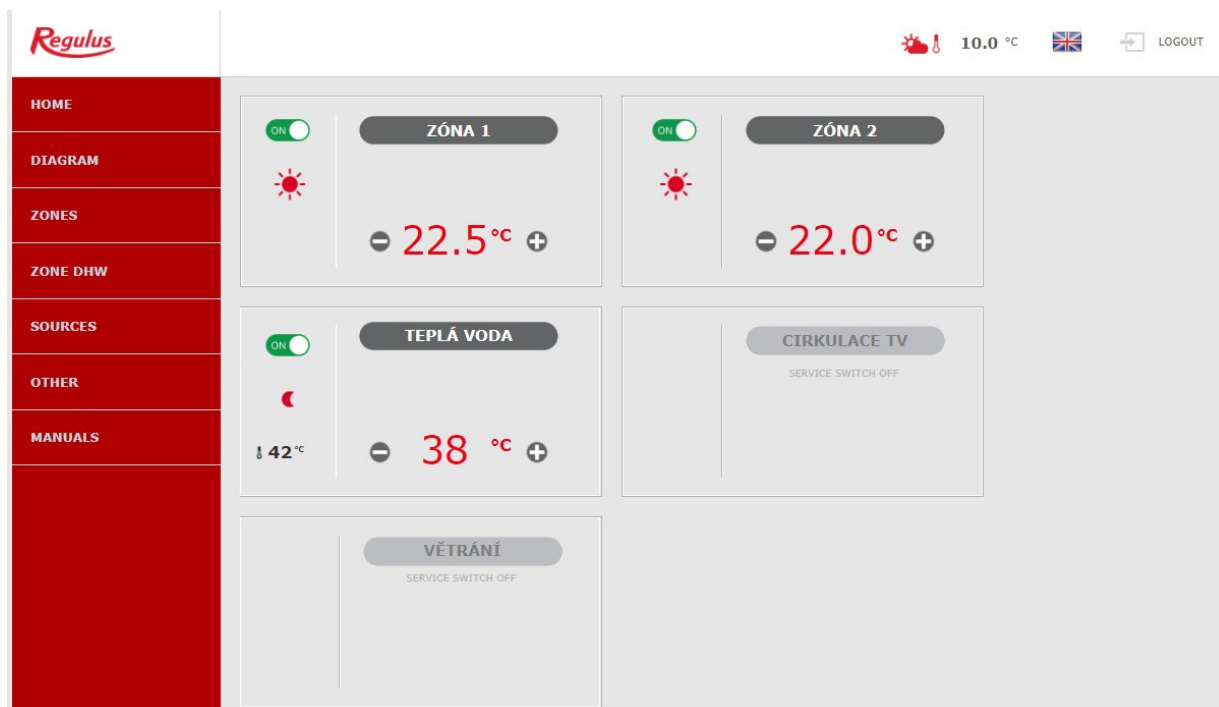 Regulus
10.0 °C
LOGOUT
HOME
DIAGRAM
ZONES
ZONE DHW
SOURCES
OTHER
MANUALS
ON
ZÓNA 1
22.5 °C
ON
ZÓNA 2
22.0 °C
ON
TEPLÁ VODA
42 °C
38 °C
CIRKULACE TV
SERVICE SWITCH OFF
VĚTRÁNÍ
SERVICE SWITCH OFF